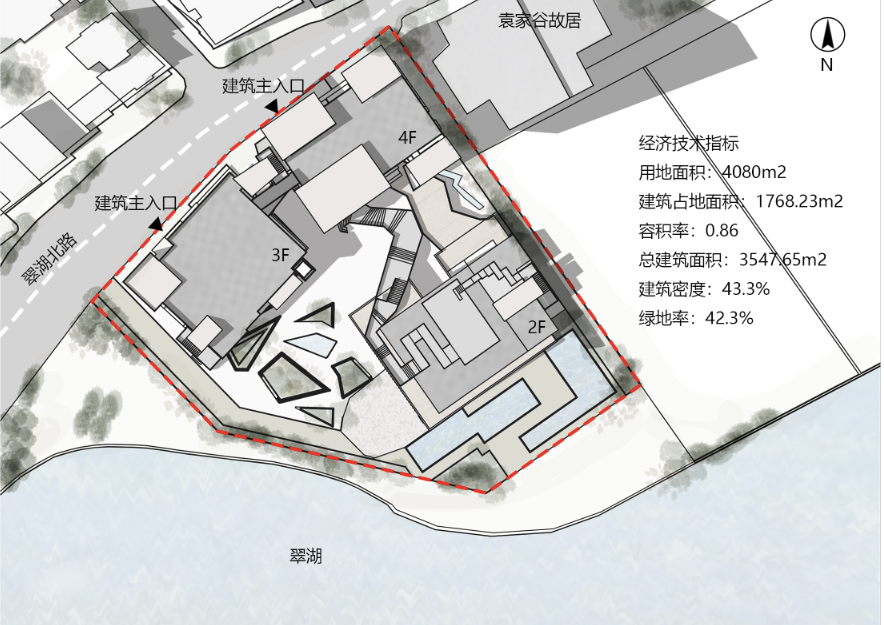 袁家谷故居
N
建筑主入口
4F
经济技术指标
用地面积：4080m2
建筑占地面积：1768.23m2
建筑主入口
容积率：0.86
翠湖北路
3F
总建筑面积：3547.65m2
建筑密度：43.3%
2F
绿地率：42.3%
翠湖